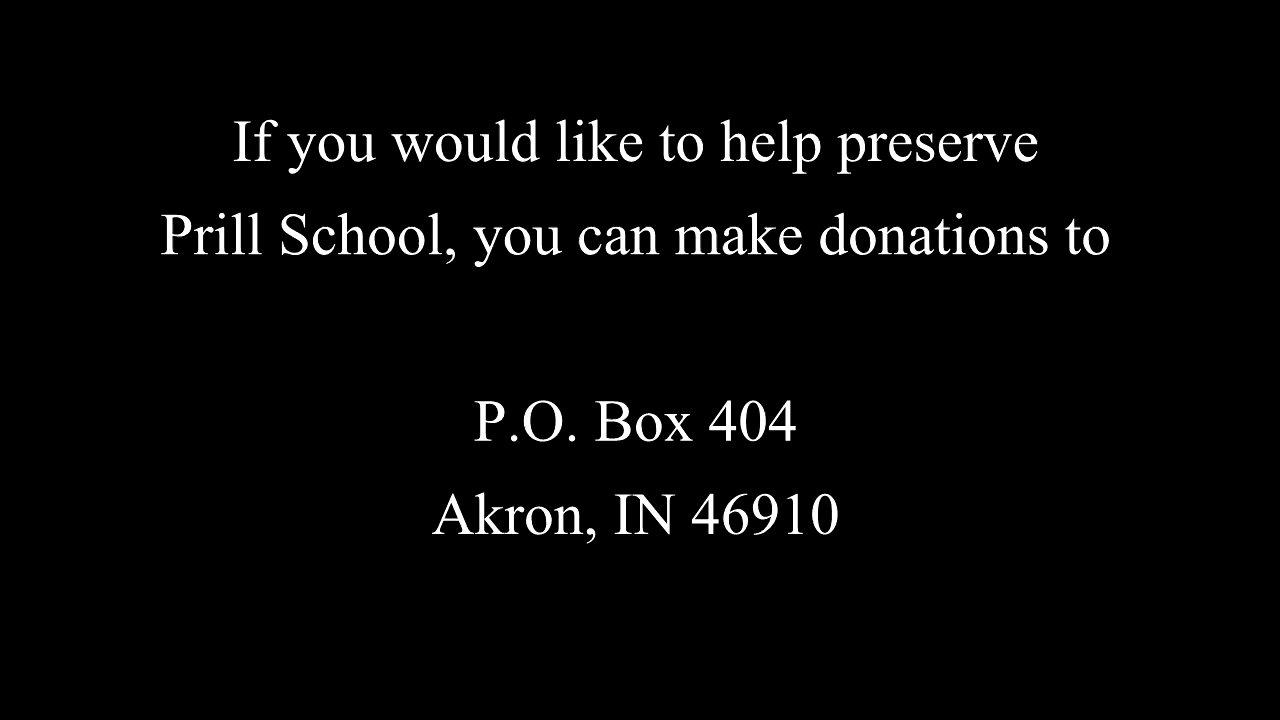 If you would like to help preserve
Prill School, you can make donations to
P.O. Box 404
Akron, IN 46910